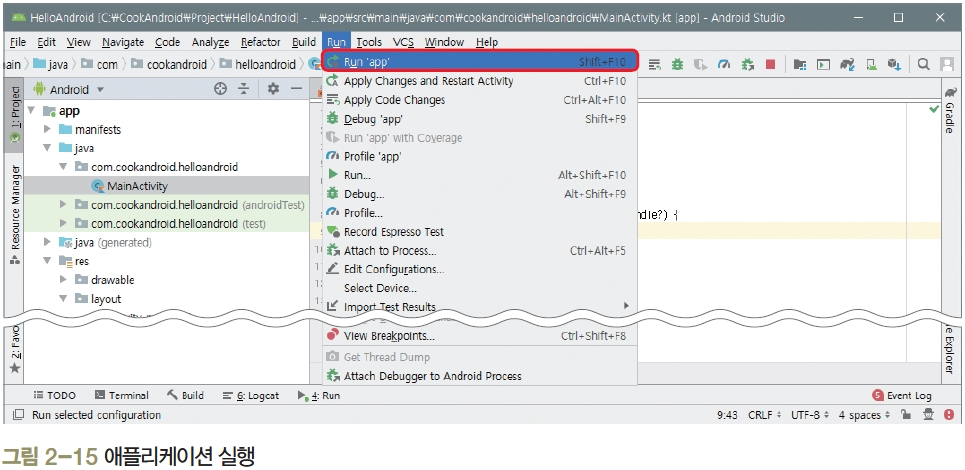 HelloAndroid [C:₩CookAndroid₩Project₩HelloAndroid] - ...₩app₩src₩main₩java₩com₩cookandroid₩helloandroid₩MainActivity.kt [app] - Android Studio
File Edit View Navigate Code Analyze Refactor Build Run Tools VCS Window Help
main java com cookandroid helloandroid
Run 'app' Shift+F10
Android
Apply Changes and Restart Activity Ctrl+F10
app
Apply Code Changes Ctrl+Alt+F10
manifests
Debug 'app' Shift+F9
java
Run 'app' with Coverage
com.cookandroid.helloandroid
Profile 'app'
MainActivity
Run... Alt+Shift+F10
com.cookandroid.helloandroid (androidTest)
Debug... Alt+Shift+F9
com.cookandroid.helloandroid (test)
Profile...
ndle?) {
java (generated)
Record Espresso Test
res
Attach to Process... Ctrl+Alt+F5
drawable
Edit Configurations...
layout
Select Device...
Import Test Results
View Breakpoints... Ctrl+Shift+F8
Get Thread Dump
Attach Debugger to Android Process
1: Project
Resource Manager
2: Favo
Gradle
e Explorer
TODO Terminal Build 6: Logcat 4: Run 5 Event Log
Run selected configuration 9:43 CRLF UTF-8 4 spaces
그림 2-15 애플리케이션 실행